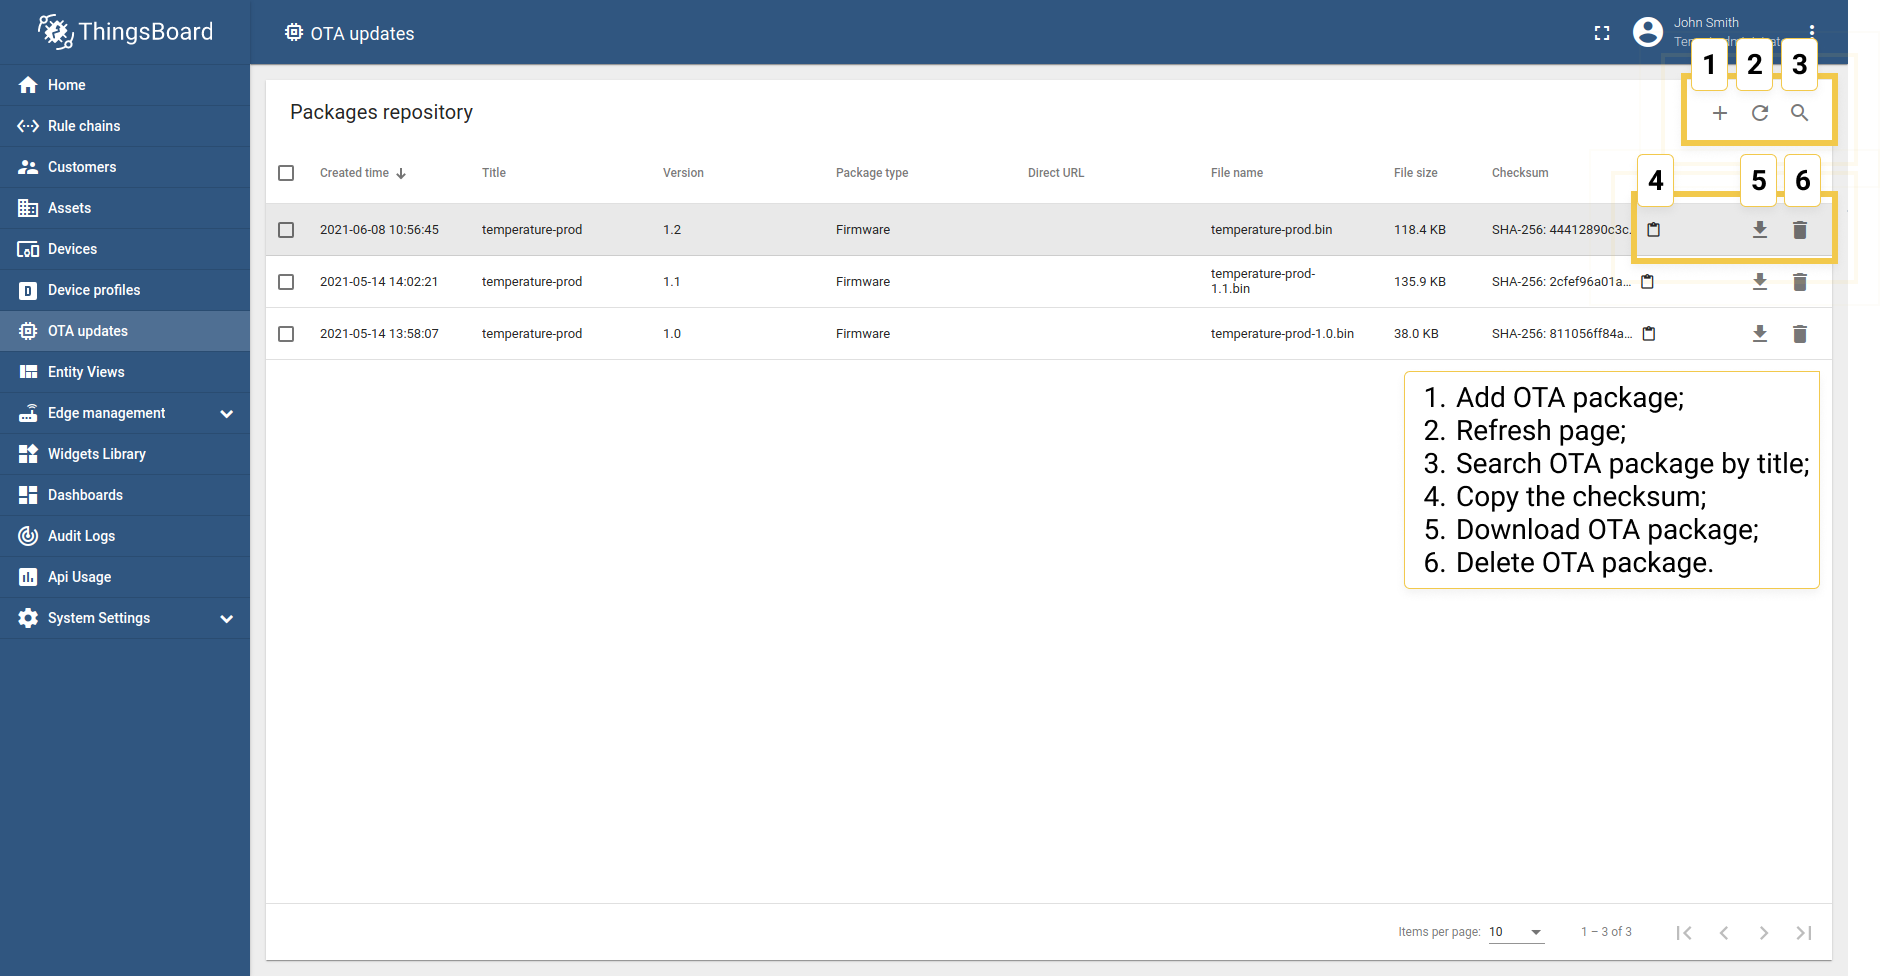 ThingsBoard
OTA updates
John Smith
1 2 3
Home
Rule chains
Customers
Assets
Devices
Device profiles
OTA updates
Entity Views
Edge management
Widgets Library
Dashboards
Audit Logs
Api Usage
System Settings
Packages repository
Created time Title Version Package type Direct URL File name File size Checksum
4 5 6
2021-06-08 10:56:45 temperature-prod 1.2 Firmware temperature-prod.bin 118.4 KB SHA-256: 44412890c3c...
2021-05-14 14:02:21 temperature-prod 1.1 Firmware temperature-prod-
1.1.bin 135.9 KB SHA-256: 2cfef96a01a...
2021-05-14 13:58:07 temperature-prod 1.0 Firmware temperature-prod-1.0.bin 38.0 KB SHA-256: 811056ff84a...
1. Add OTA package;
2. Refresh page;
3. Search OTA package by title;
4. Copy the checksum;
5. Download OTA package;
6. Delete OTA package.
Items per page: 10 1 – 3 of 3